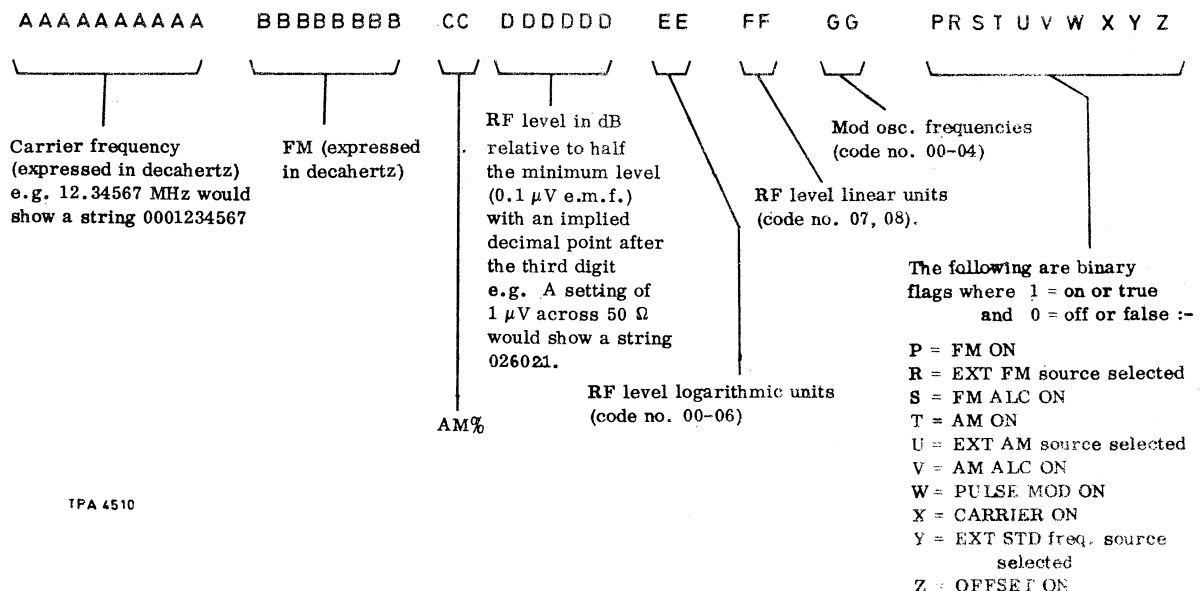 AAAAAAAAAA BBBBBBBB CC DDDDDD EE FF GG PRSTUVWXYZ
Carrier frequency
(expressed in decahertz)
e.g. 12.34567 MHz would
show a string 0001234567
FM (expressed
in decahertz)
AM%
RF level in dB
relative to half
the minimum level
(0.1 μV e.m.f.)
with an implied
decimal point after
the third digit
e.g. A setting of
1 μV across 50 Ω
would show a string
026021.
RF level logarithmic units
(code no. 00-06)
RF level linear units
(code no. 07, 08).
Mod osc. frequencies
(code no. 00-04)
The following are binary
flags where 1 = on or true
and 0 = off or false :-
P = FM ON
R = EXT FM source selected
S = FM ALC ON
T = AM ON
U = EXT AM source selected
V = AM ALC ON
W = PULSE MOD ON
X = CARRIER ON
Y = EXT STD freq. source
selected
Z = OFFSET ON
TPA 4510